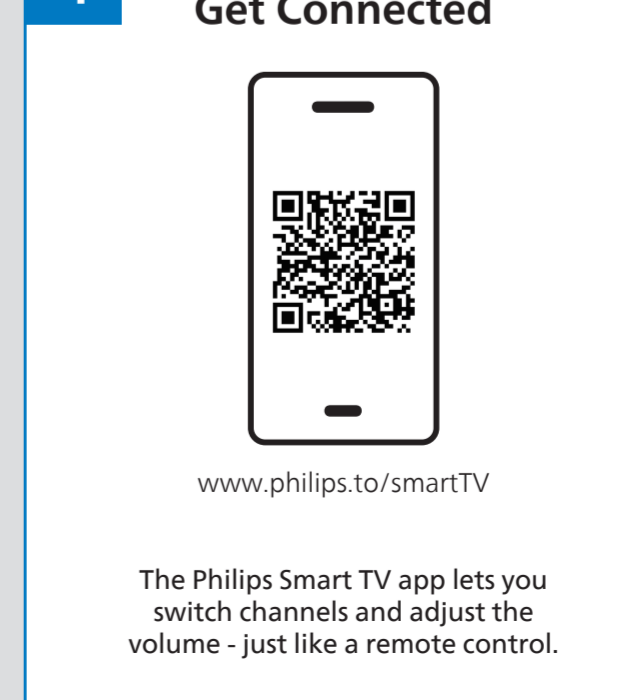 Get Connected
www.philips.to/smartTV
The Philips Smart TV app lets you
switch channels and adjust the
volume - just like a remote control.